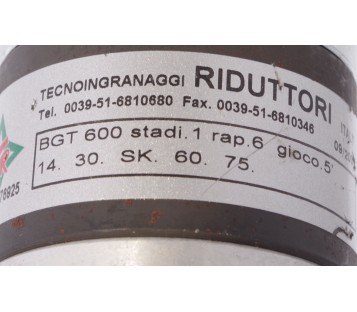 TECNOINGRANAGGI RIDUTTORI
Tel. 0039-51-6810680 Fax. 0039-51-6810346
BGT 600 stadi.1 rap.6 gioco.5'
14. 30. SK. 60. 75.